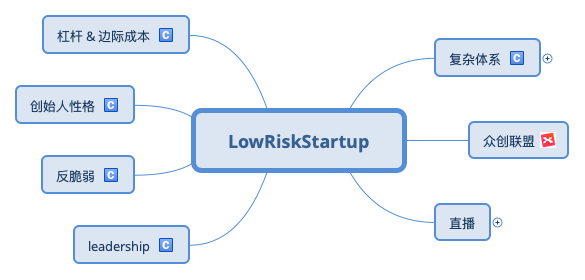 杠杆 & 边际成本 C
创始人性格 C
反脆弱 C
leadership C
LowRiskStartup
复杂体系 C
众创联盟
直播